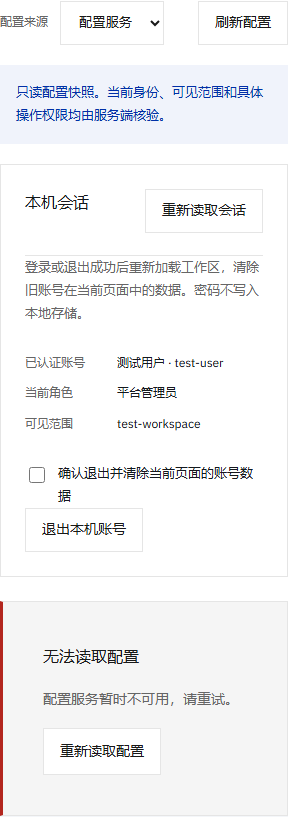 配置来源 配置服务 刷新配置
只读配置快照。当前身份、可见范围和具体
操作权限均由服务端核验。
本机会话 重新读取会话
登录或退出成功后重新加载工作区，清除
旧账号在当前页面中的数据。密码不写入
本地存储。
已认证账号 测试用户 · test-user
当前角色 平台管理员
可见范围 test-workspace
确认退出并清除当前页面的账号数
据
退出本机账号
无法读取配置
配置服务暂时不可用，请重试。
重新读取配置